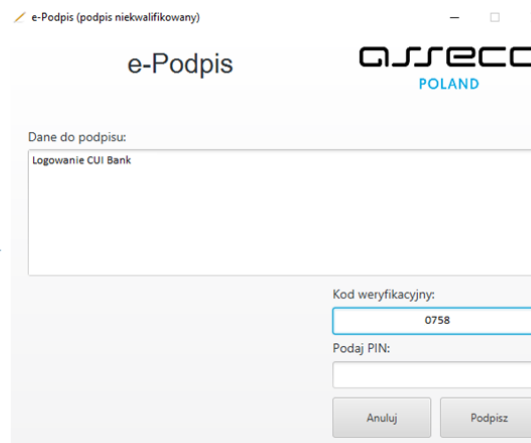 e-Podpis (podpis niekwalifikowany)
e-Podpis
asseco
POLAND
Dane do podpisu:
Logowanie CUI Bank
Kod weryfikacyjny:
0758
Podaj PIN:
Anuluj
Podpisz